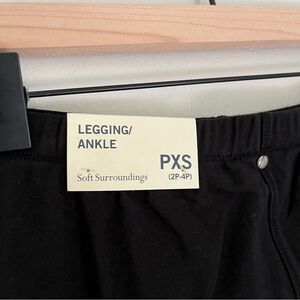 LEGGING/
ANKLE
PXS
Soft Surroundings
(2P-4P)